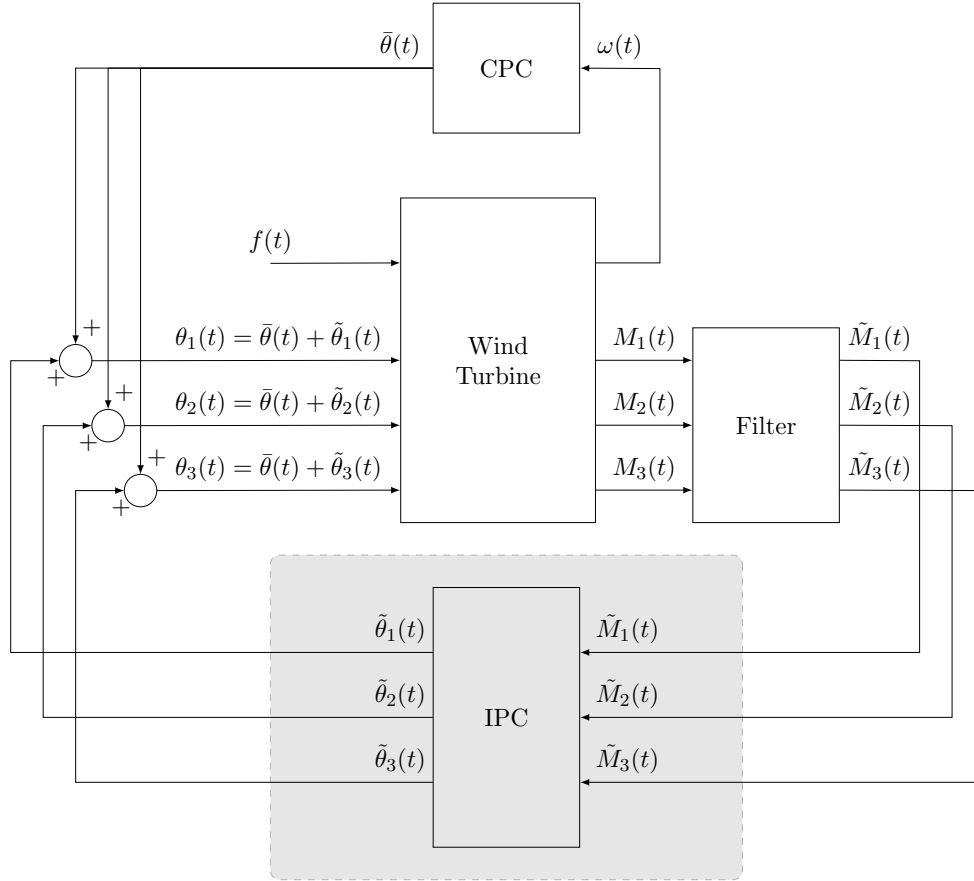 θ̄(t)
CPC
ω(t)
f(t)
+
θ₁(t) = θ̄(t) + θ̃₁(t)
Wind
Turbine
M₁(t)
M̃₁(t)
+
+
θ₂(t) = θ̄(t) + θ̃₂(t)
M₂(t)
Filter
M̃₂(t)
+
+
θ₃(t) = θ̄(t) + θ̃₃(t)
M₃(t)
M̃₃(t)
+
θ̃₁(t)
M̃₁(t)
θ̃₂(t)
IPC
M̃₂(t)
θ̃₃(t)
M̃₃(t)